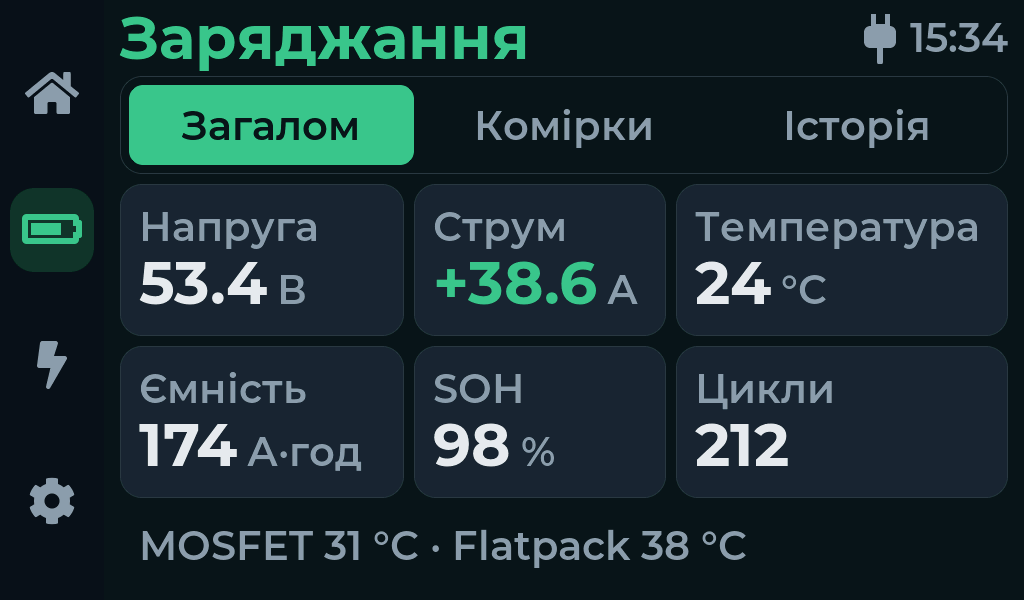 Заряджання
15:34
Загалом Комірки Історія
Напруга Струм Температура
53.4 В +38.6 А 24 °C
Ємність SOH Цикли
174 А·год 98 % 212
MOSFET 31 °C · Flatpack 38 °C